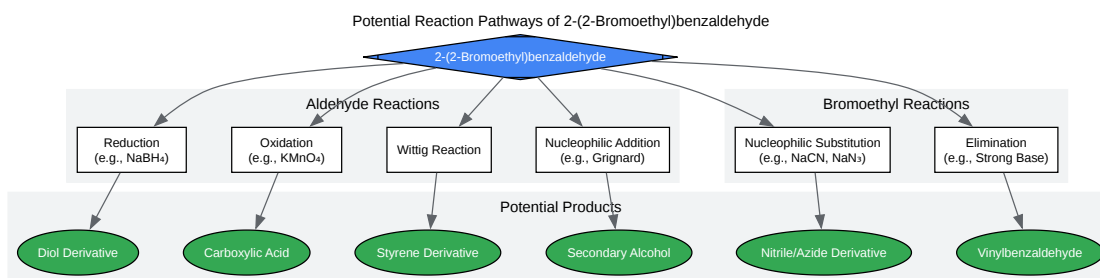 Potential Reaction Pathways of 2-(2-Bromoethyl)benzaldehyde
2-(2-Bromoethyl)benzaldehyde
Aldehyde Reactions
Bromoethyl Reactions
Reduction
(e.g., NaBH₄)
Oxidation
(e.g., KMnO₄)
Wittig Reaction
Nucleophilic Addition
(e.g., Grignard)
Nucleophilic Substitution
(e.g., NaCN, NaN₃)
Elimination
(e.g., Strong Base)
Potential Products
Diol Derivative
Carboxylic Acid
Styrene Derivative
Secondary Alcohol
Nitrile/Azide Derivative
Vinylbenzaldehyde